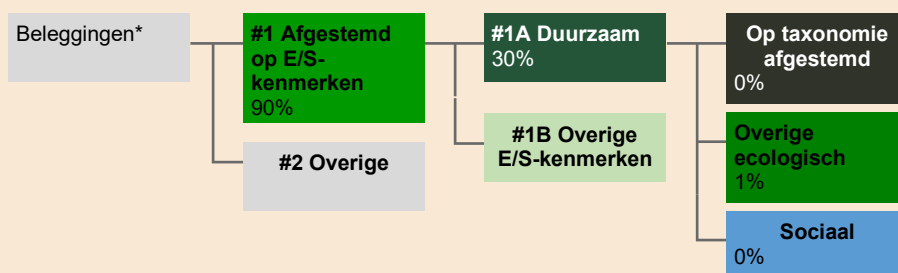 Beleggingen*
#1 Afgestemd
op E/S-
kenmerken
90%
#2 Overige
#1A Duurzaam
30%
#1B Overige
E/S-kenmerken
Op taxonomie
afgestemd
0%
Overige
ecologisch
1%
Sociaal
0%